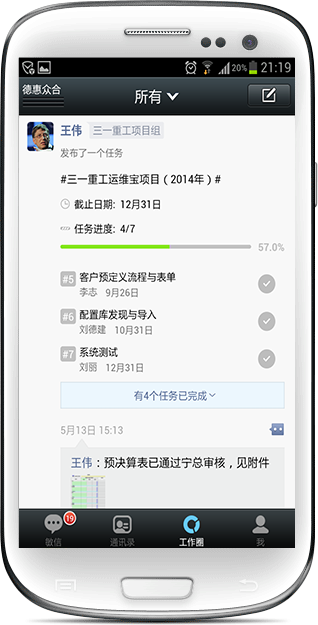 20% 21:19
德惠众合 所有
王伟 三一重工项目组
发布了一个任务
#三一重工运维宝项目（2014年）#
截止日期: 12月31日
任务进度: 4/7
57.0%
#5 客户预定义流程与表单
李志 9月26日
#6 配置库发现与导入
刘德建 10月31日
#7 系统测试
刘丽 12月31日
有4个任务已完成
5月13日 15:13
王伟：预决算表已通过宁总审核，见附件
19
微信 通讯录 工作圈 我